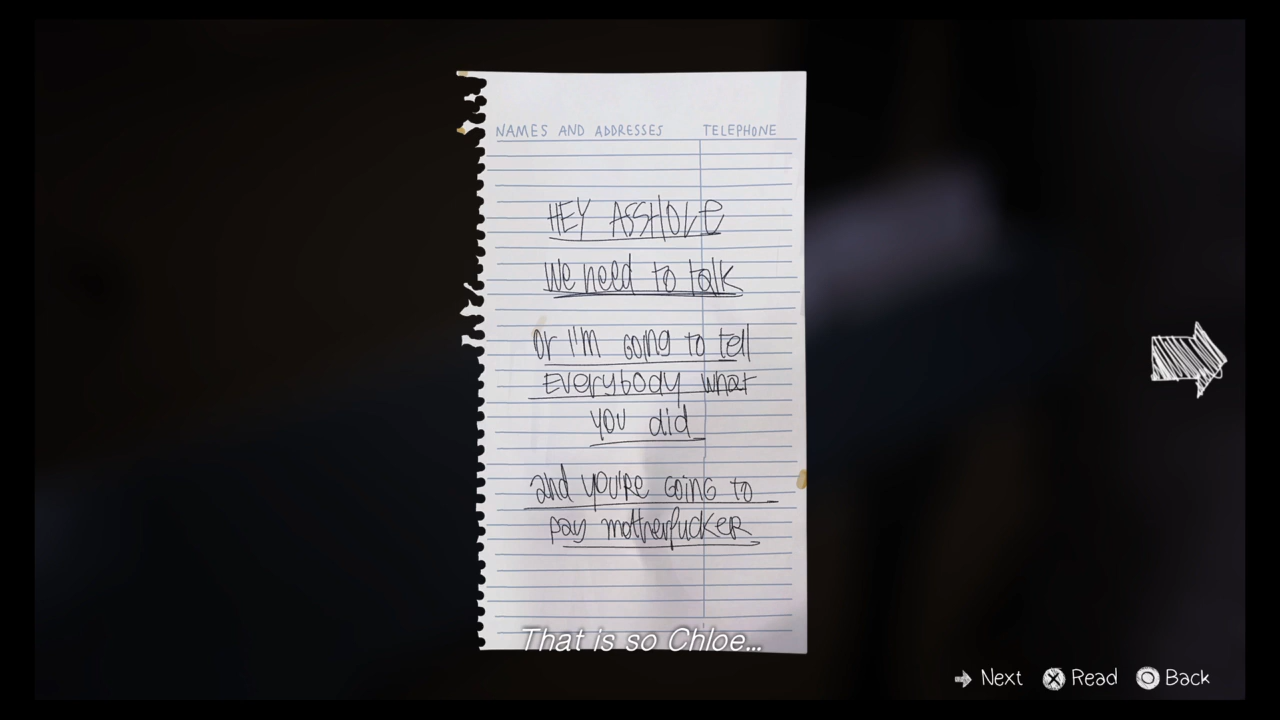 NAMES AND ADDRESSES TELEPHONE
HEY ASSHOLE
We need to talk
Or I'm going to tell
Everybody what
you did
and you're going to
pay motherfucker
That is so Chloe...
Next Read Back